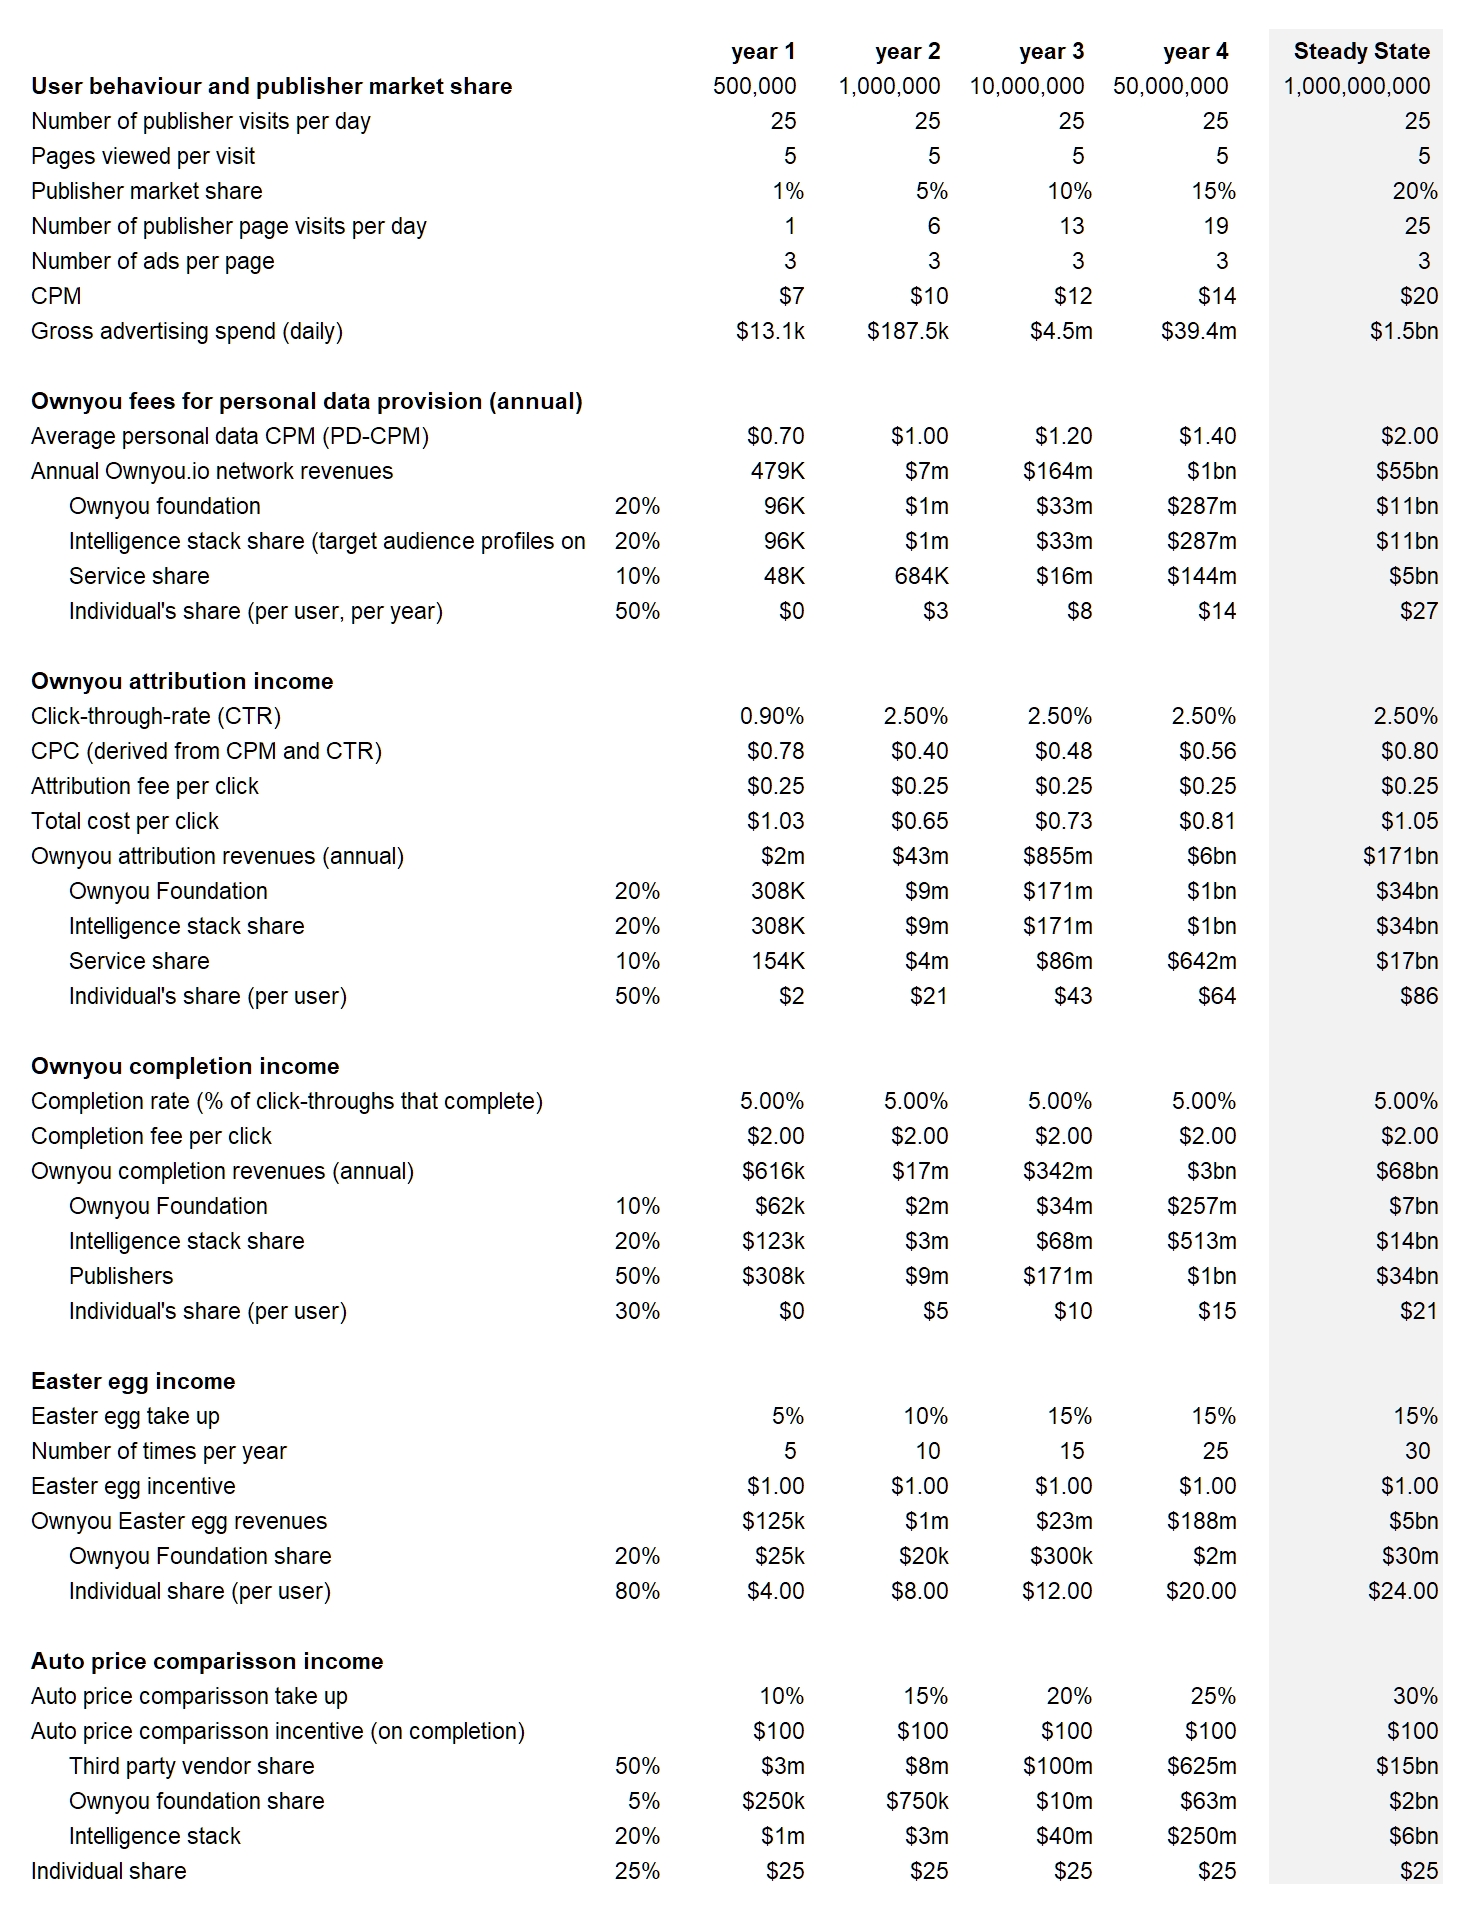 year 1 year 2 year 3 year 4 Steady State
User behaviour and publisher market share 500,000 1,000,000 10,000,000 50,000,000 1,000,000,000
Number of publisher visits per day 25 25 25 25 25
Pages viewed per visit 5 5 5 5 5
Publisher market share 1% 5% 10% 15% 20%
Number of publisher page visits per day 1 6 13 19 25
Number of ads per page 3 3 3 3 3
CPM $7 $10 $12 $14 $20
Gross advertising spend (daily) $13.1k $187.5k $4.5m $39.4m $1.5bn
Ownyou fees for personal data provision (annual)
Average personal data CPM (PD-CPM) $0.70 $1.00 $1.20 $1.40 $2.00
Annual Ownyou.io network revenues 479K $7m $164m $1bn $55bn
Ownyou foundation 20% 96K $1m $33m $287m $11bn
Intelligence stack share (target audience profiles on 20% 96K $1m $33m $287m $11bn
Service share 10% 48K 684K $16m $144m $5bn
Individual's share (per user, per year) 50% $0 $3 $8 $14 $27
Ownyou attribution income
Click-through-rate (CTR) 0.90% 2.50% 2.50% 2.50% 2.50%
CPC (derived from CPM and CTR) $0.78 $0.40 $0.48 $0.56 $0.80
Attribution fee per click $0.25 $0.25 $0.25 $0.25 $0.25
Total cost per click $1.03 $0.65 $0.73 $0.81 $1.05
Ownyou attribution revenues (annual) $2m $43m $855m $6bn $171bn
Ownyou Foundation 20% 308K $9m $171m $1bn $34bn
Intelligence stack share 20% 308K $9m $171m $1bn $34bn
Service share 10% 154K $4m $86m $642m $17bn
Individual's share (per user) 50% $2 $21 $43 $64 $86
Ownyou completion income
Completion rate (% of click-throughs that complete) 5.00% 5.00% 5.00% 5.00% 5.00%
Completion fee per click $2.00 $2.00 $2.00 $2.00 $2.00
Ownyou completion revenues (annual) $616k $17m $342m $3bn $68bn
Ownyou Foundation 10% $62k $2m $34m $257m $7bn
Intelligence stack share 20% $123k $3m $68m $513m $14bn
Publishers 50% $308k $9m $171m $1bn $34bn
Individual's share (per user) 30% $0 $5 $10 $15 $21
Easter egg income
Easter egg take up 5% 10% 15% 15% 15%
Number of times per year 5 10 15 25 30
Easter egg incentive $1.00 $1.00 $1.00 $1.00 $1.00
Ownyou Easter egg revenues $125k $1m $23m $188m $5bn
Ownyou Foundation share 20% $25k $20k $300k $2m $30m
Individual share (per user) 80% $4.00 $8.00 $12.00 $20.00 $24.00
Auto price comparisson income
Auto price comparisson take up 10% 15% 20% 25% 30%
Auto price comparisson incentive (on completion) $100 $100 $100 $100 $100
Third party vendor share 50% $3m $8m $100m $625m $15bn
Ownyou foundation share 5% $250k $750k $10m $63m $2bn
Intelligence stack 20% $1m $3m $40m $250m $6bn
Individual share 25% $25 $25 $25 $25 $25